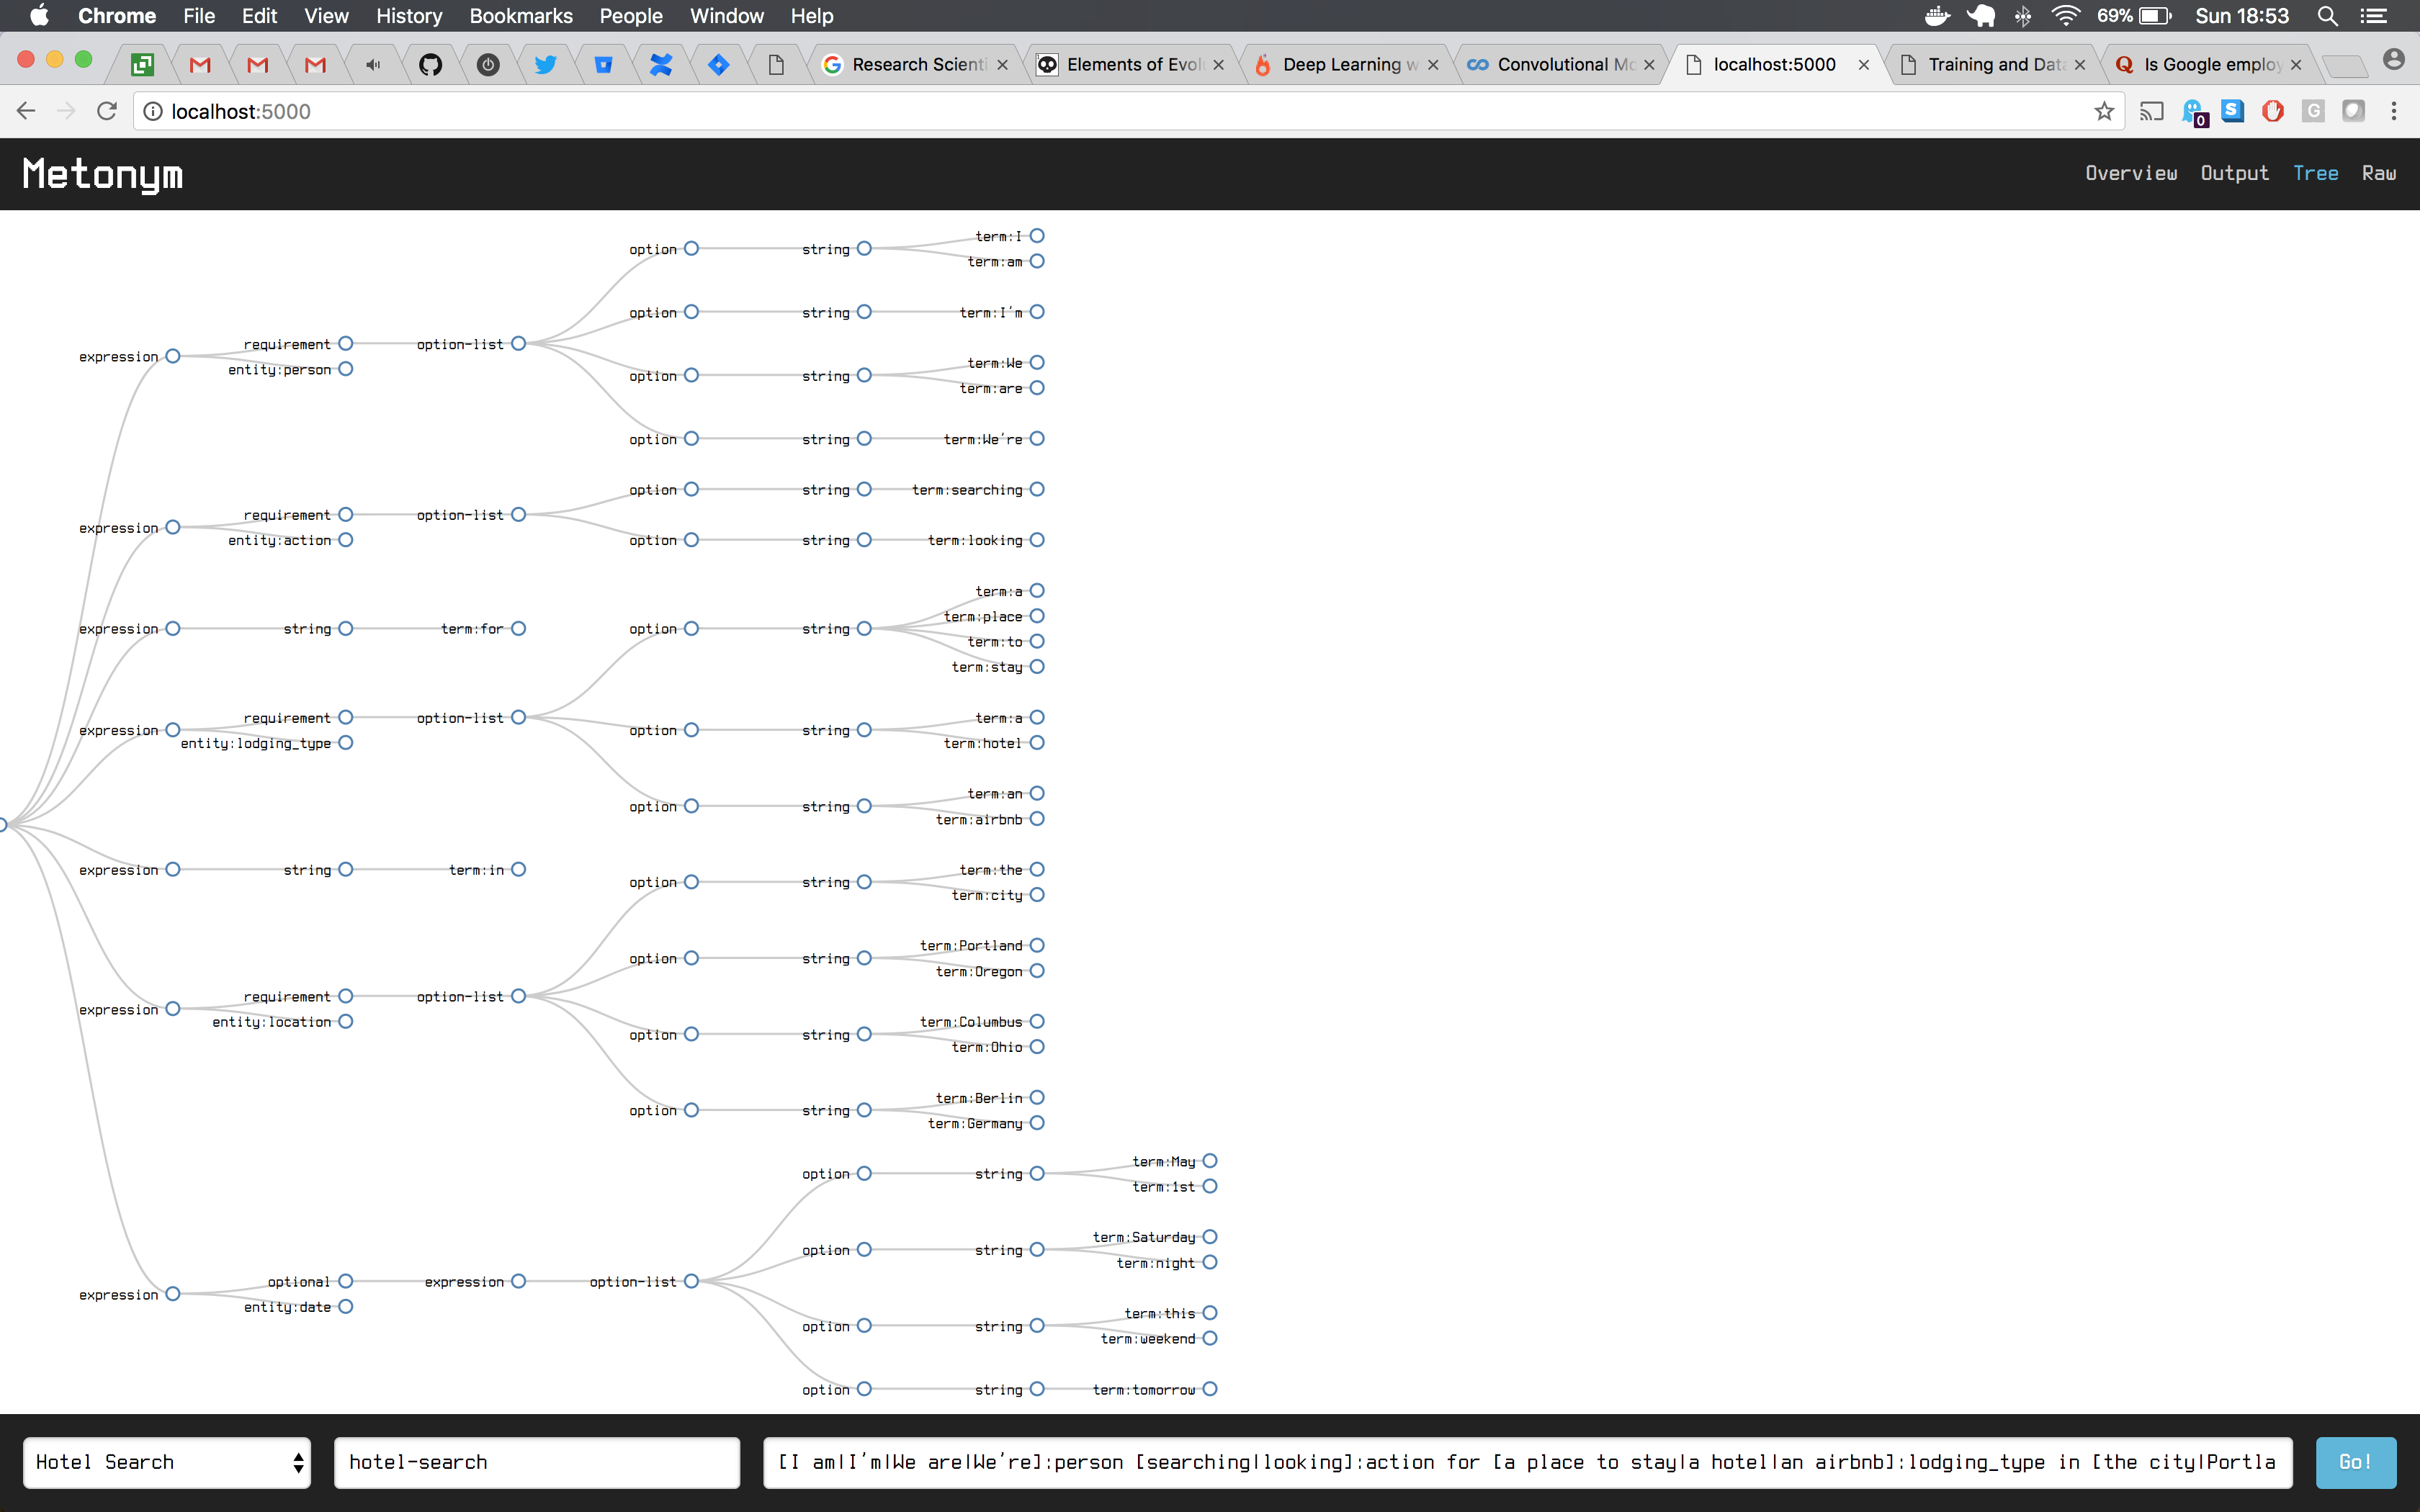 Chrome File Edit View History Bookmarks People Window Help 69% Sun 18:53
Research Scienti Elements of Evol Deep Learning w Convolutional Mo localhost:5000 Training and Data Is Google employ
localhost:5000 S 0 G
Metonym Overview Output Tree Raw
term:I
option string
term:am
option string term:I'm
expression requirement option-list
entity:person
term:We
option string
term:are
option string term:We're
option string term:searching
expression requirement option-list
entity:action
option string term:looking
term:a
term:place
expression string term:for
option string
term:to
term:stay
expression requirement option-list
entity:lodging_type
term:a
option string
term:hotel
term:an
option string
term:airbnb
expression string term:in
term:the
option string
term:city
term:Portland
option string
term:Oregon
expression requirement option-list
entity:location
term:Columbus
option string
term:Ohio
term:Berlin
option string
term:Germany
term:May
option string
term:1st
term:Saturday
option string
term:night
expression optional expression option-list
entity:date
term:this
option string
term:weekend
option string term:tomorrow
Hotel Search hotel-search [I am|I'm|We are|We're]:person [searching|looking]:action for [a place to stay|a hotel|an airbnb]:lodging_type in [the city|Portla Go!